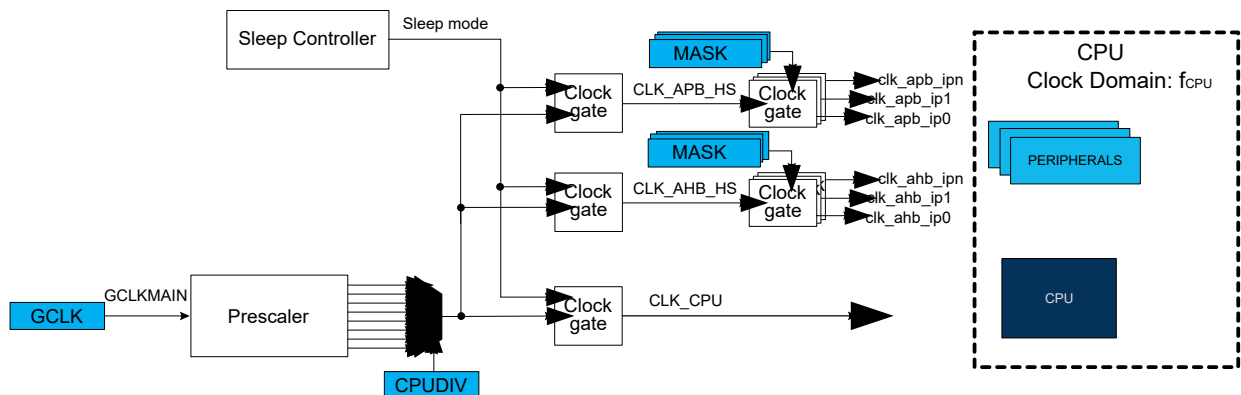 Sleep Controller
Sleep mode
MASK
Clock
gate
CLK_APB_HS
Clock
gate
clk_apb_ipn
clk_apb_ip1
clk_apb_ip0
MASK
Clock
gate
CLK_AHB_HS
Clock
gate
clk_ahb_ipn
clk_ahb_ip1
clk_ahb_ip0
GCLK
GCLKMAIN
Prescaler
CPUDIV
Clock
gate
CLK_CPU
CPU
Clock Domain: fCPU
PERIPHERALS
CPU